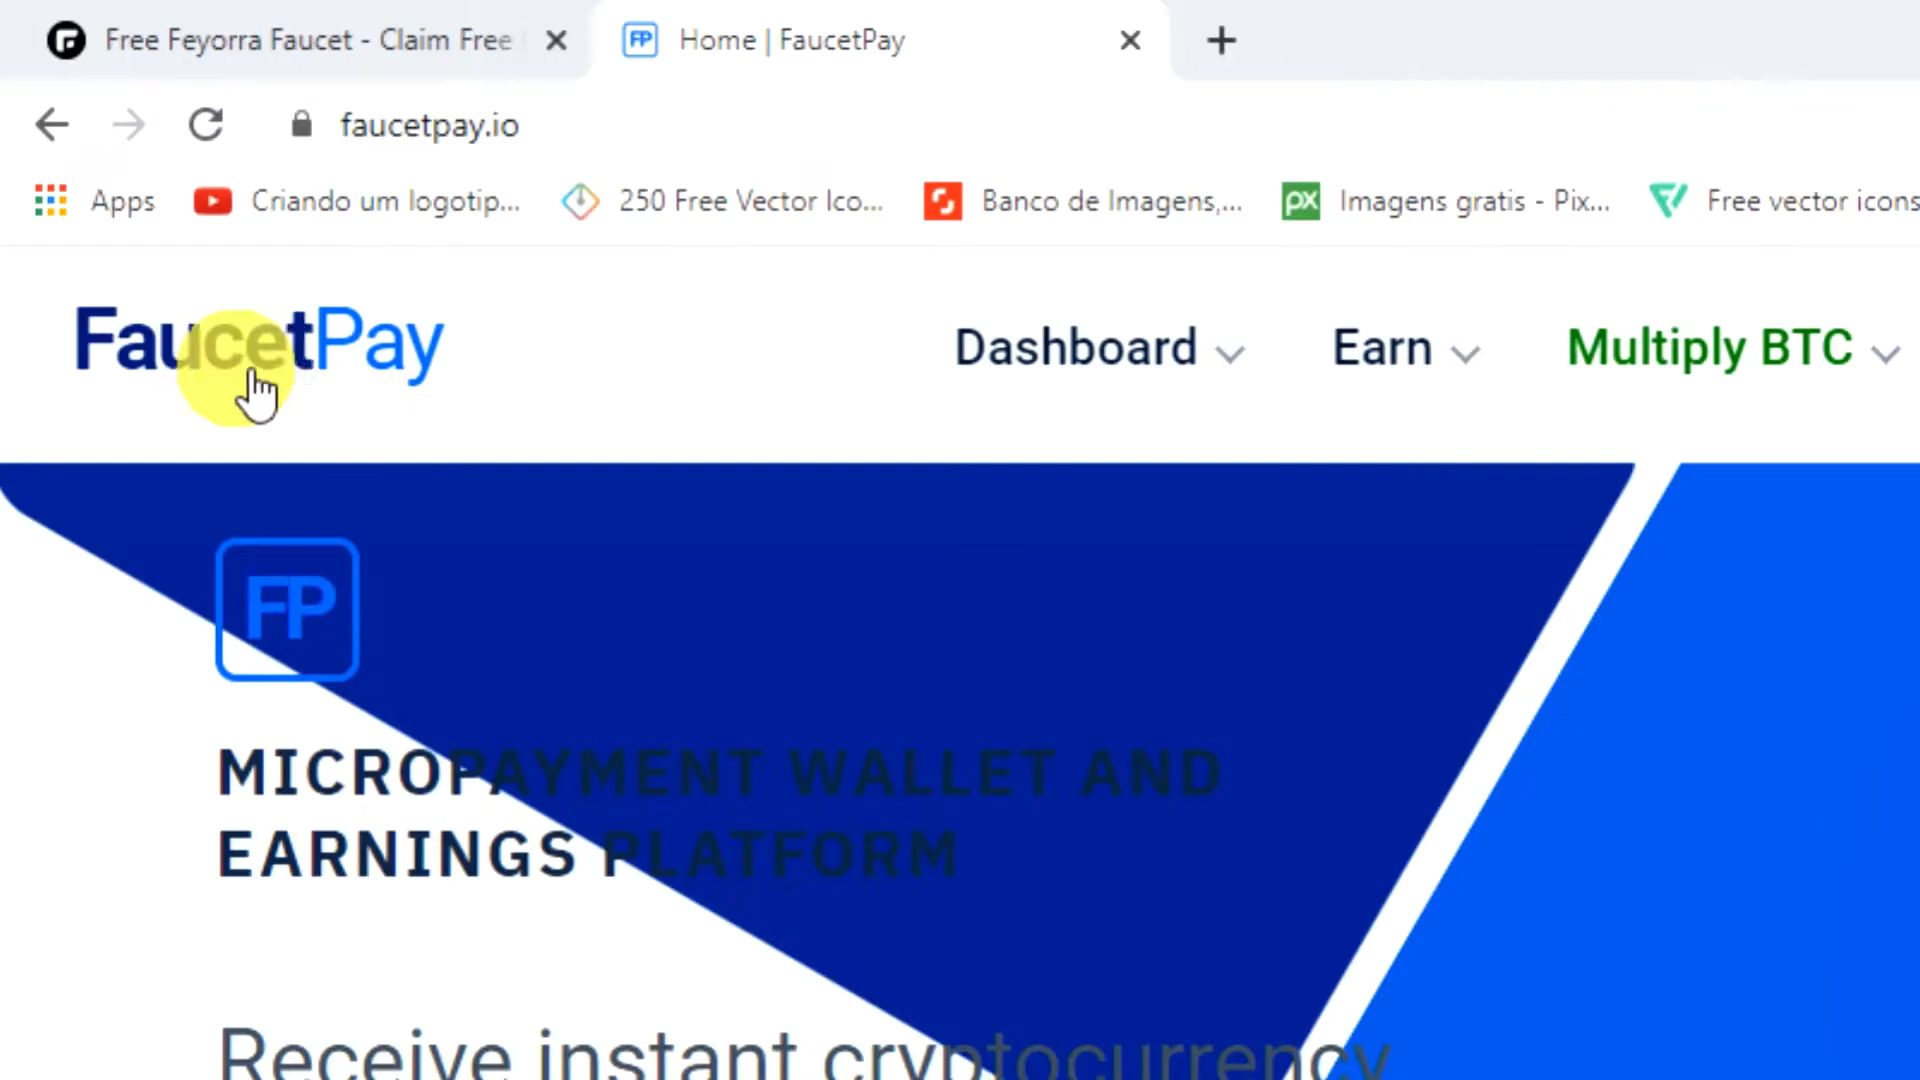 Free Feyorra Faucet - Claim Free
FP Home | FaucetPay
faucetpay.io
Apps Criando um logotip... 250 Free Vector Ico... Banco de Imagens,... px Imagens gratis - Pix... Free vector icons
FaucetPay Dashboard Earn Multiply BTC
FP
MICROPAYMENT WALLET AND
EARNINGS PLATFORM
Receive instant cryptocurrency